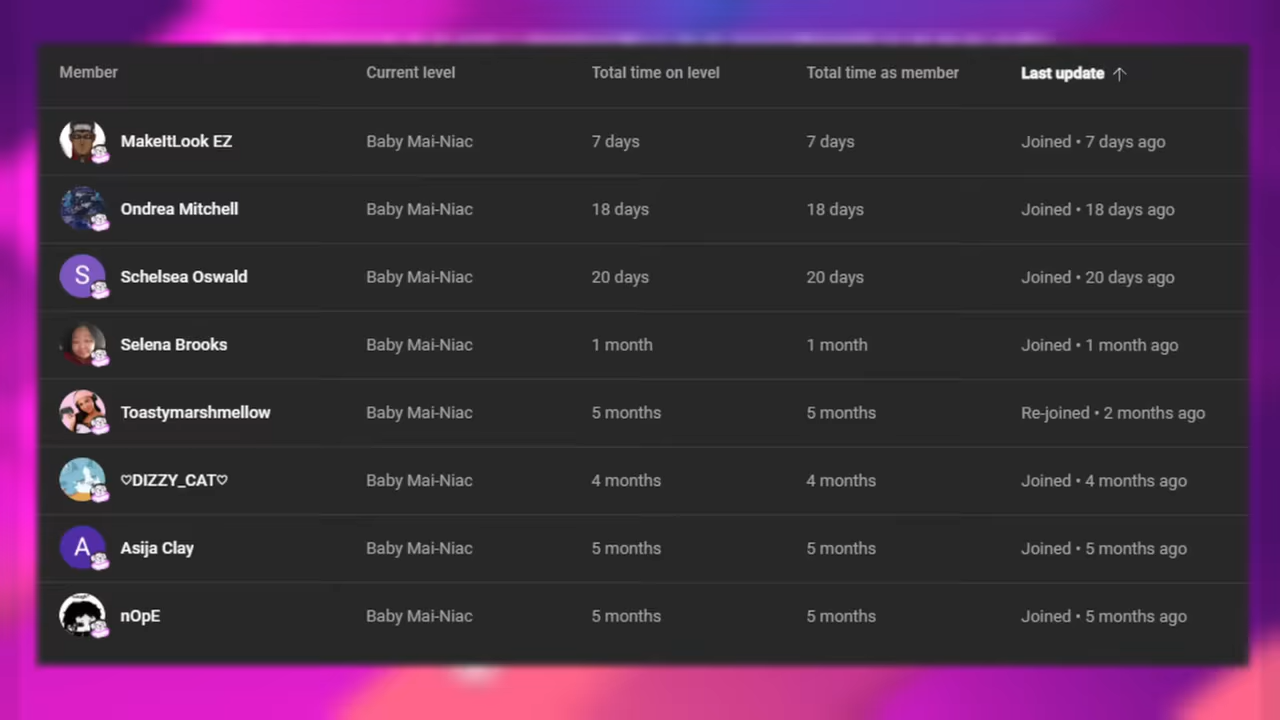 Member Current level Total time on level Total time as member Last update ↑
MakeItLook EZ Baby Mai-Niac 7 days 7 days Joined • 7 days ago
Ondrea Mitchell Baby Mai-Niac 18 days 18 days Joined • 18 days ago
S Schelsea Oswald Baby Mai-Niac 20 days 20 days Joined • 20 days ago
Selena Brooks Baby Mai-Niac 1 month 1 month Joined • 1 month ago
Toastymarshmellow Baby Mai-Niac 5 months 5 months Re-joined • 2 months ago
♡DIZZY_CAT♡ Baby Mai-Niac 4 months 4 months Joined • 4 months ago
A Asija Clay Baby Mai-Niac 5 months 5 months Joined • 5 months ago
nOpE Baby Mai-Niac 5 months 5 months Joined • 5 months ago